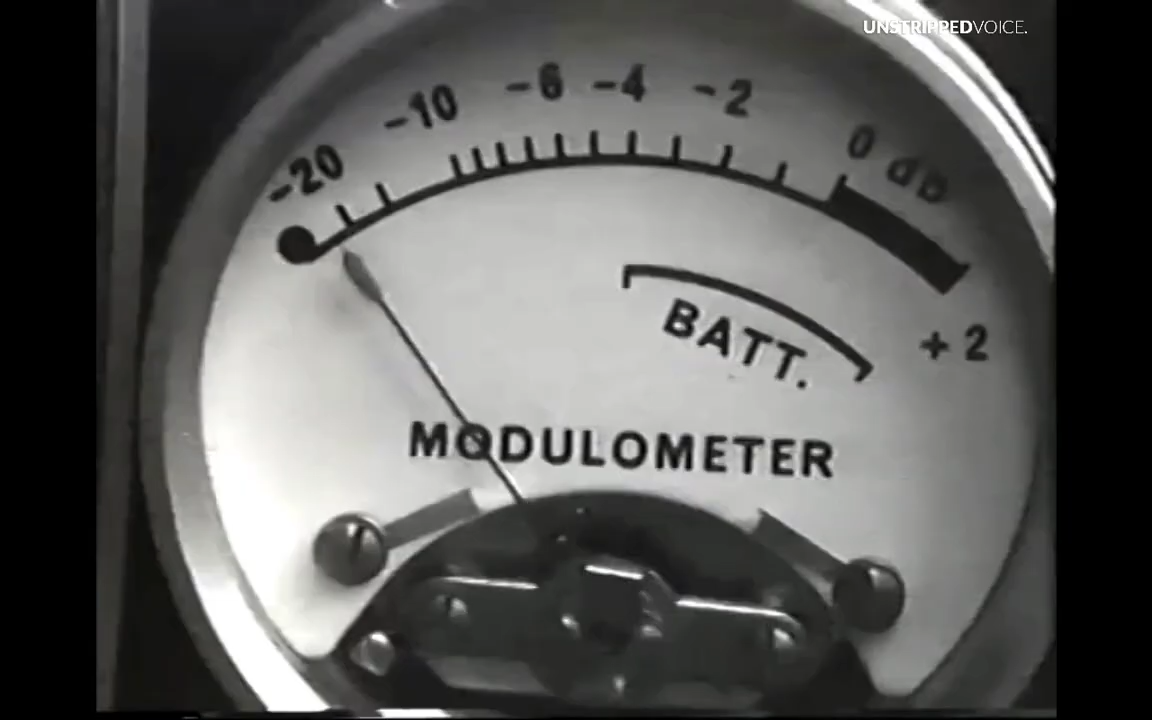 UNSTRIPPEDVOICE.
-20 -10 -6 -4 -2 0 db
+2
BATT.
MODULOMETER